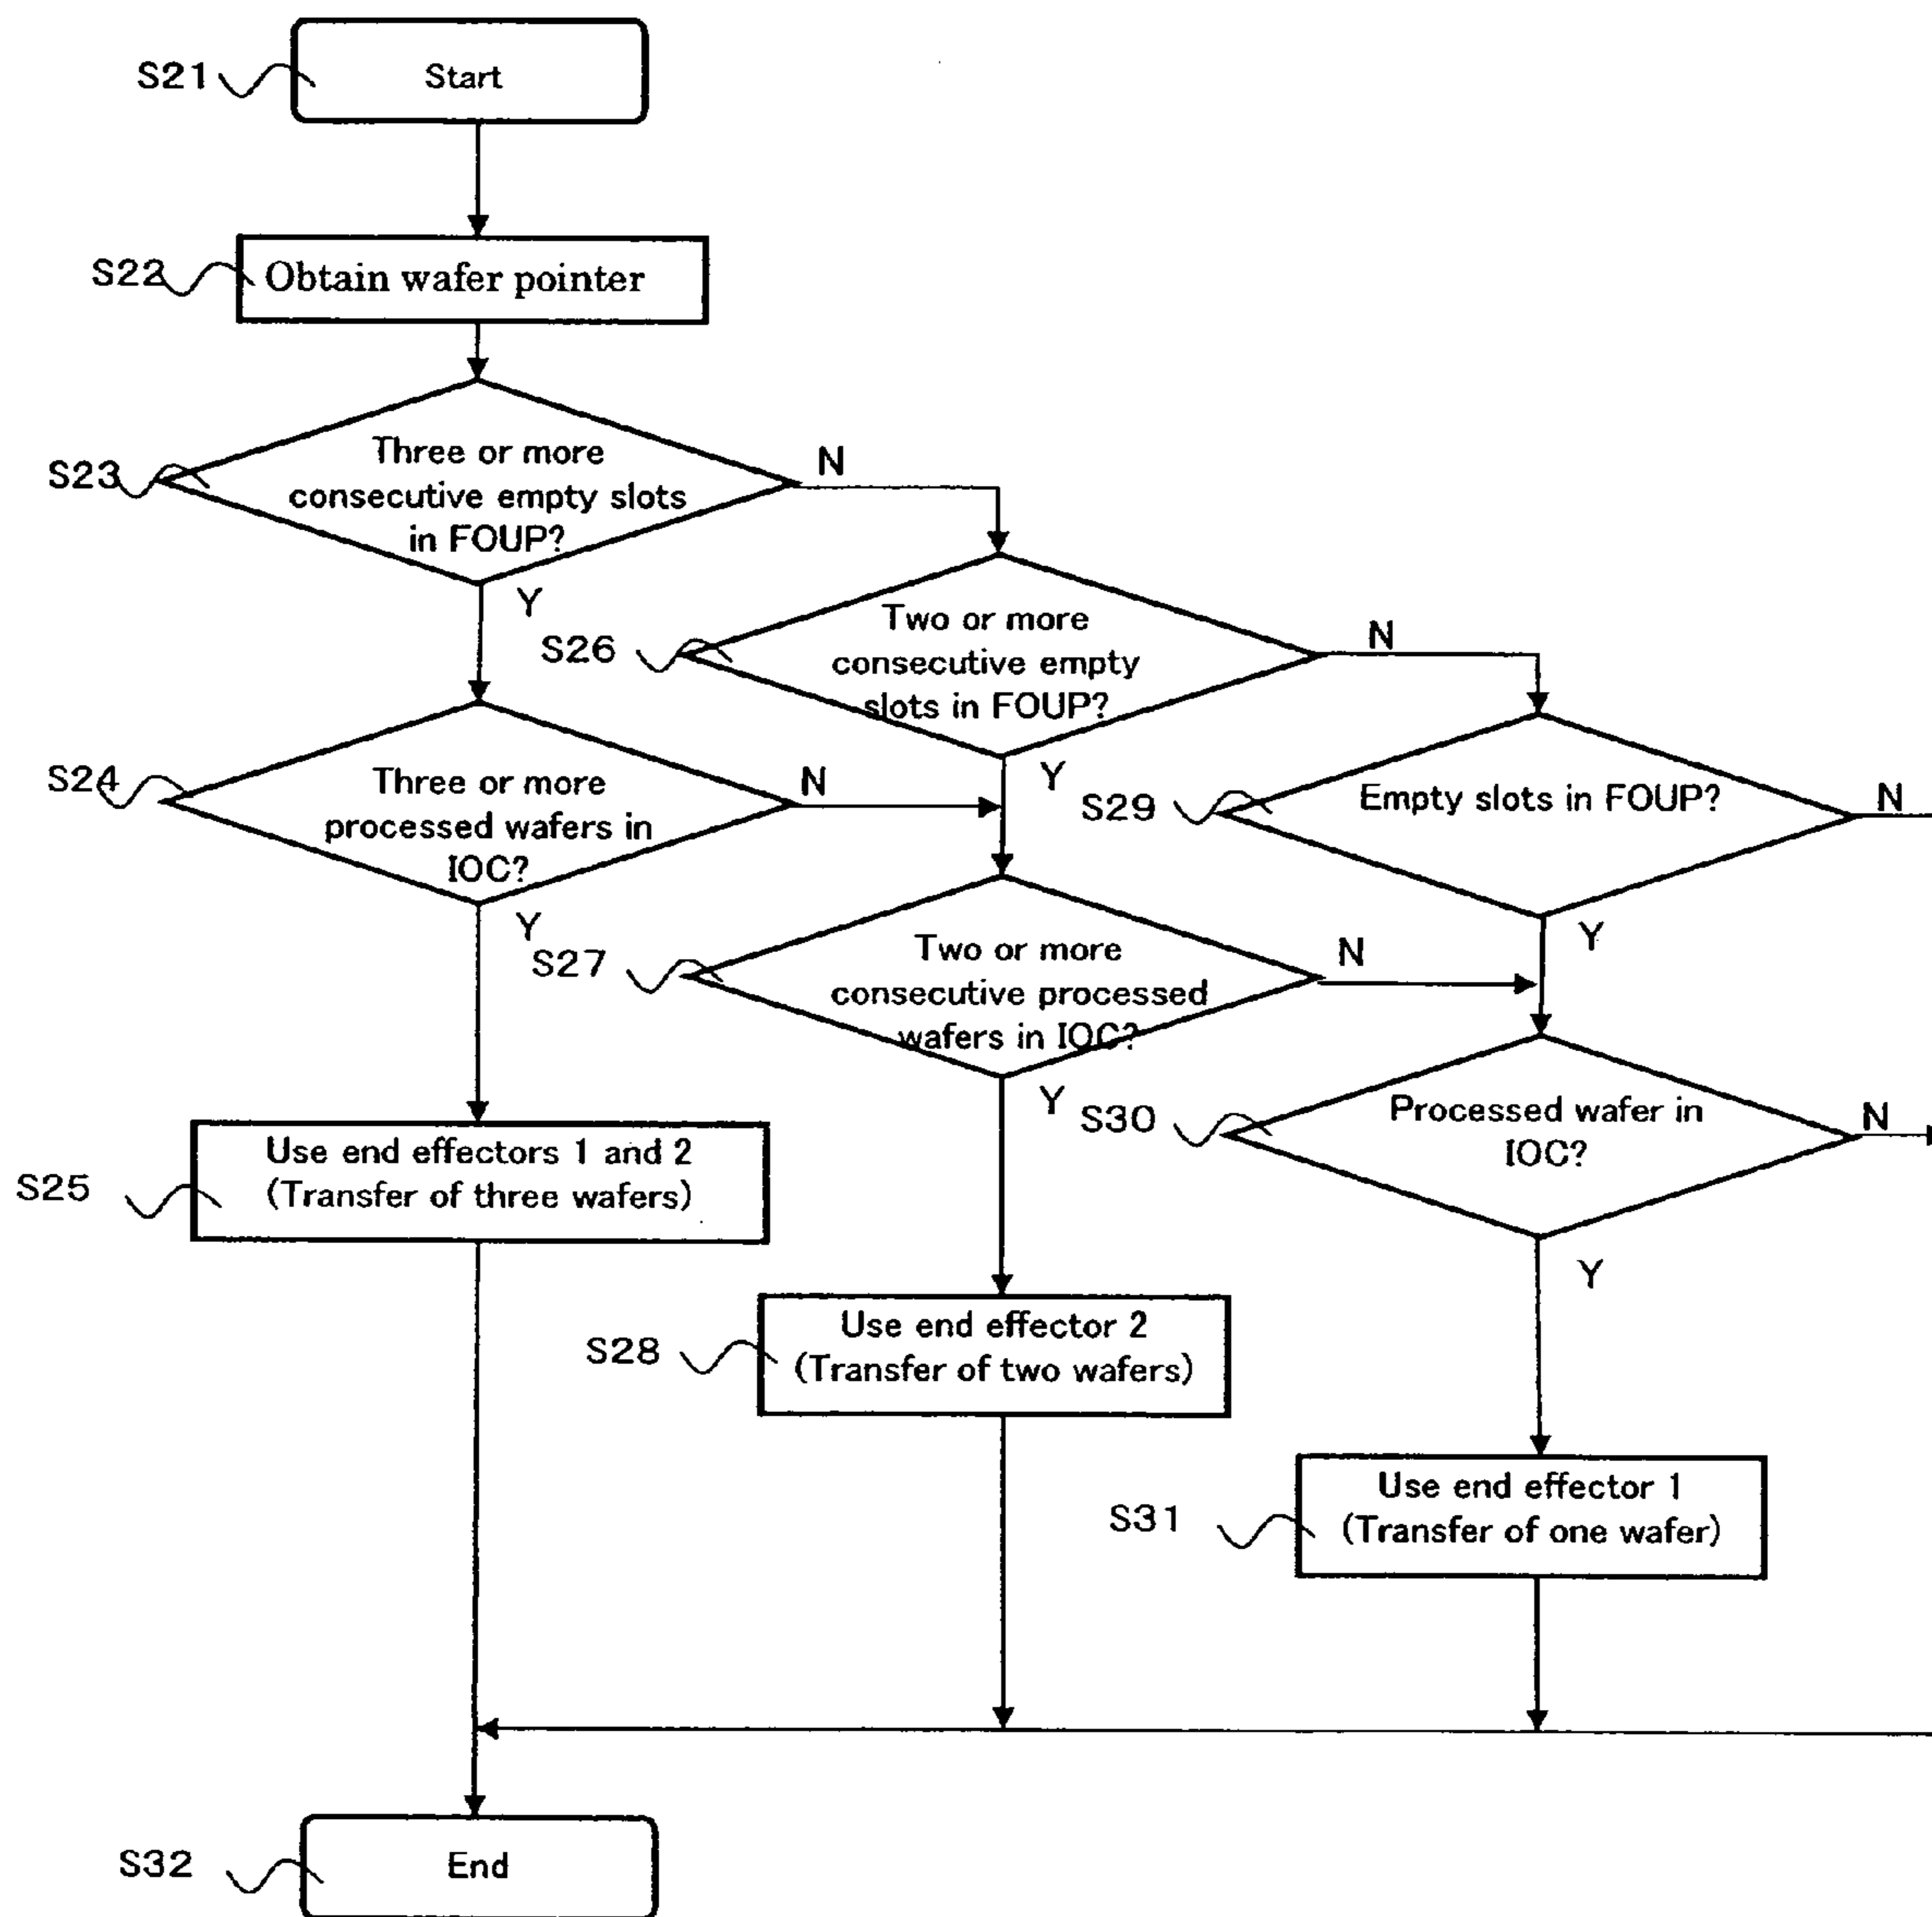 S21
Start
S22
Obtain wafer pointer
S23
Three or more
consecutive empty slots
in FOUP?
N
Y
S26
Two or more
consecutive empty
slots in FOUP?
N
Y
S24
Three or more
processed wafers in
IOC?
N
Y
S29
Empty slots in FOUP?
N
Y
S27
Two or more
consecutive processed
wafers in IOC?
N
Y
S30
Processed wafer in
IOC?
N
Y
S25
Use end effectors 1 and 2
(Transfer of three wafers)
S28
Use end effector 2
(Transfer of two wafers)
S31
Use end effector 1
(Transfer of one wafer)
S32
End